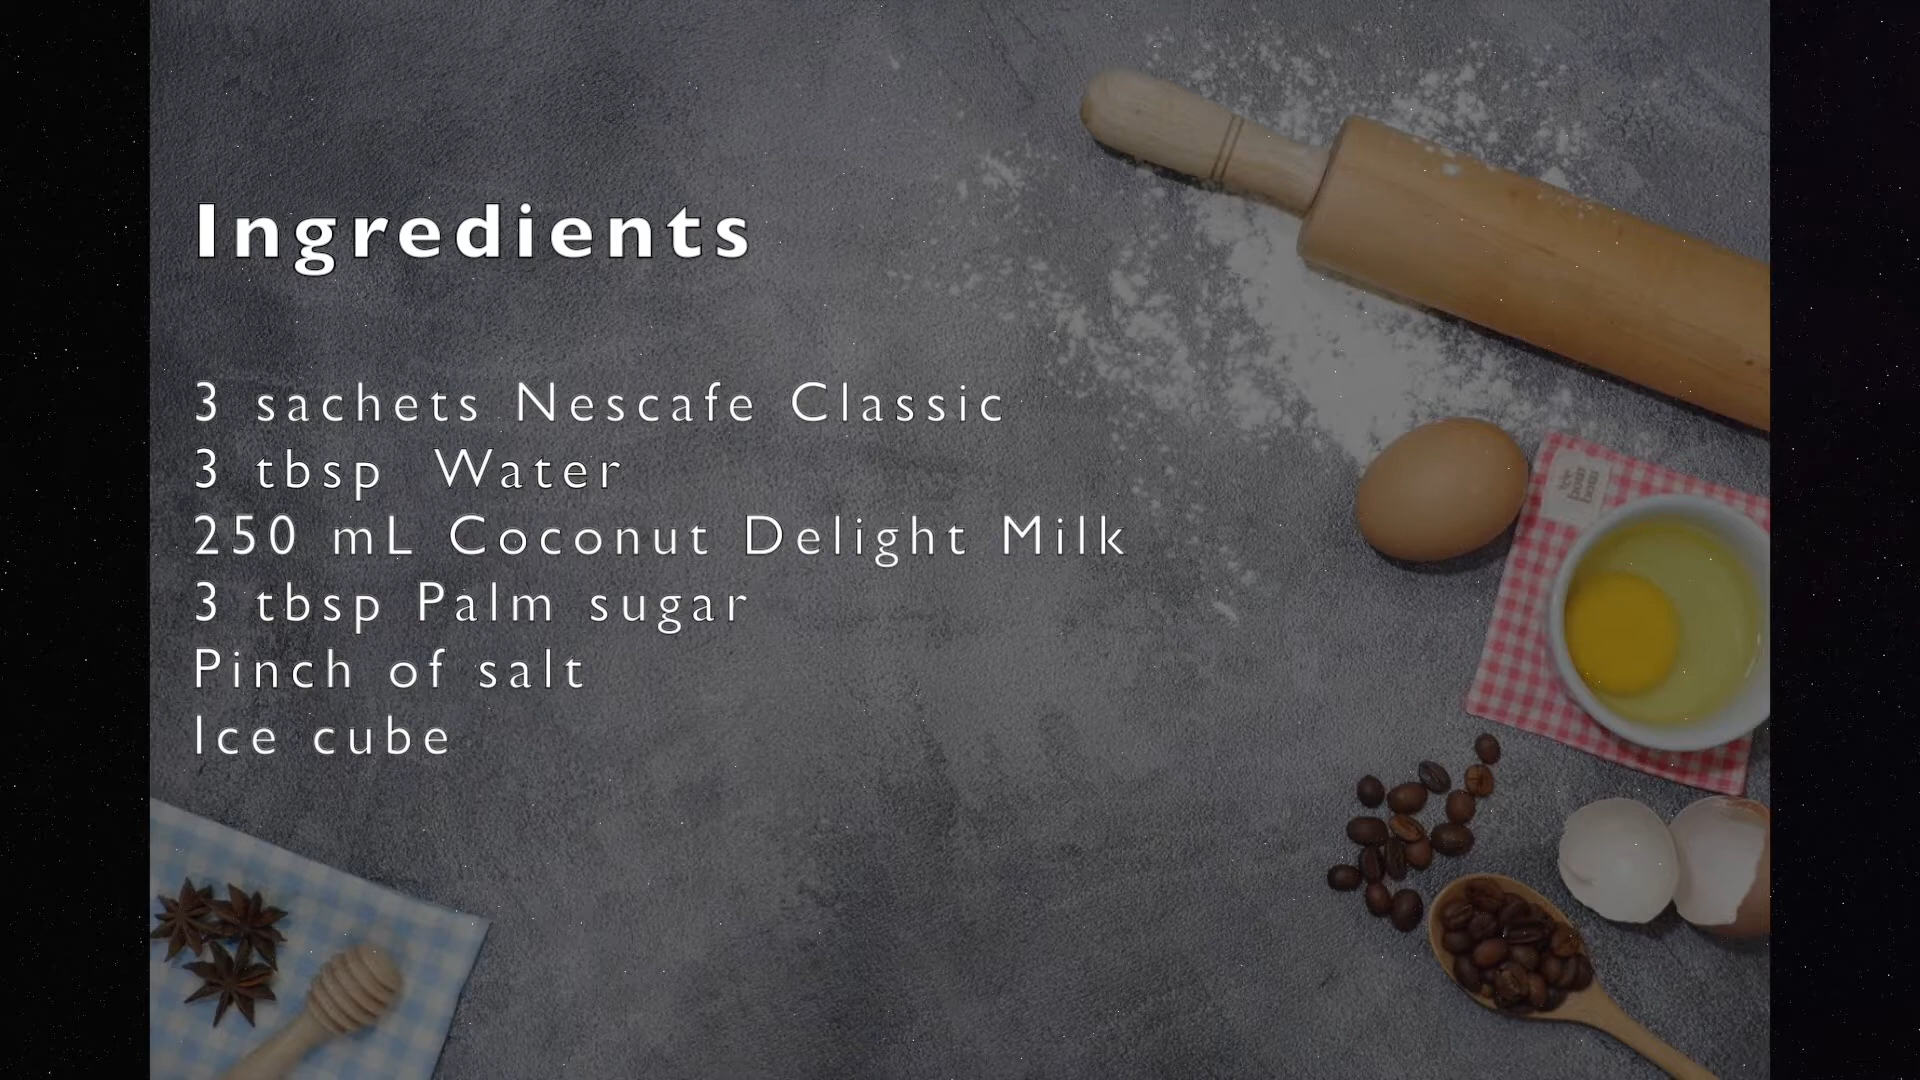 Ingredients
3 sachets Nescafe Classic
3 tbsp  Water
250 mL Coconut Delight Milk
3 tbsp Palm sugar
Pinch of salt
Ice cube